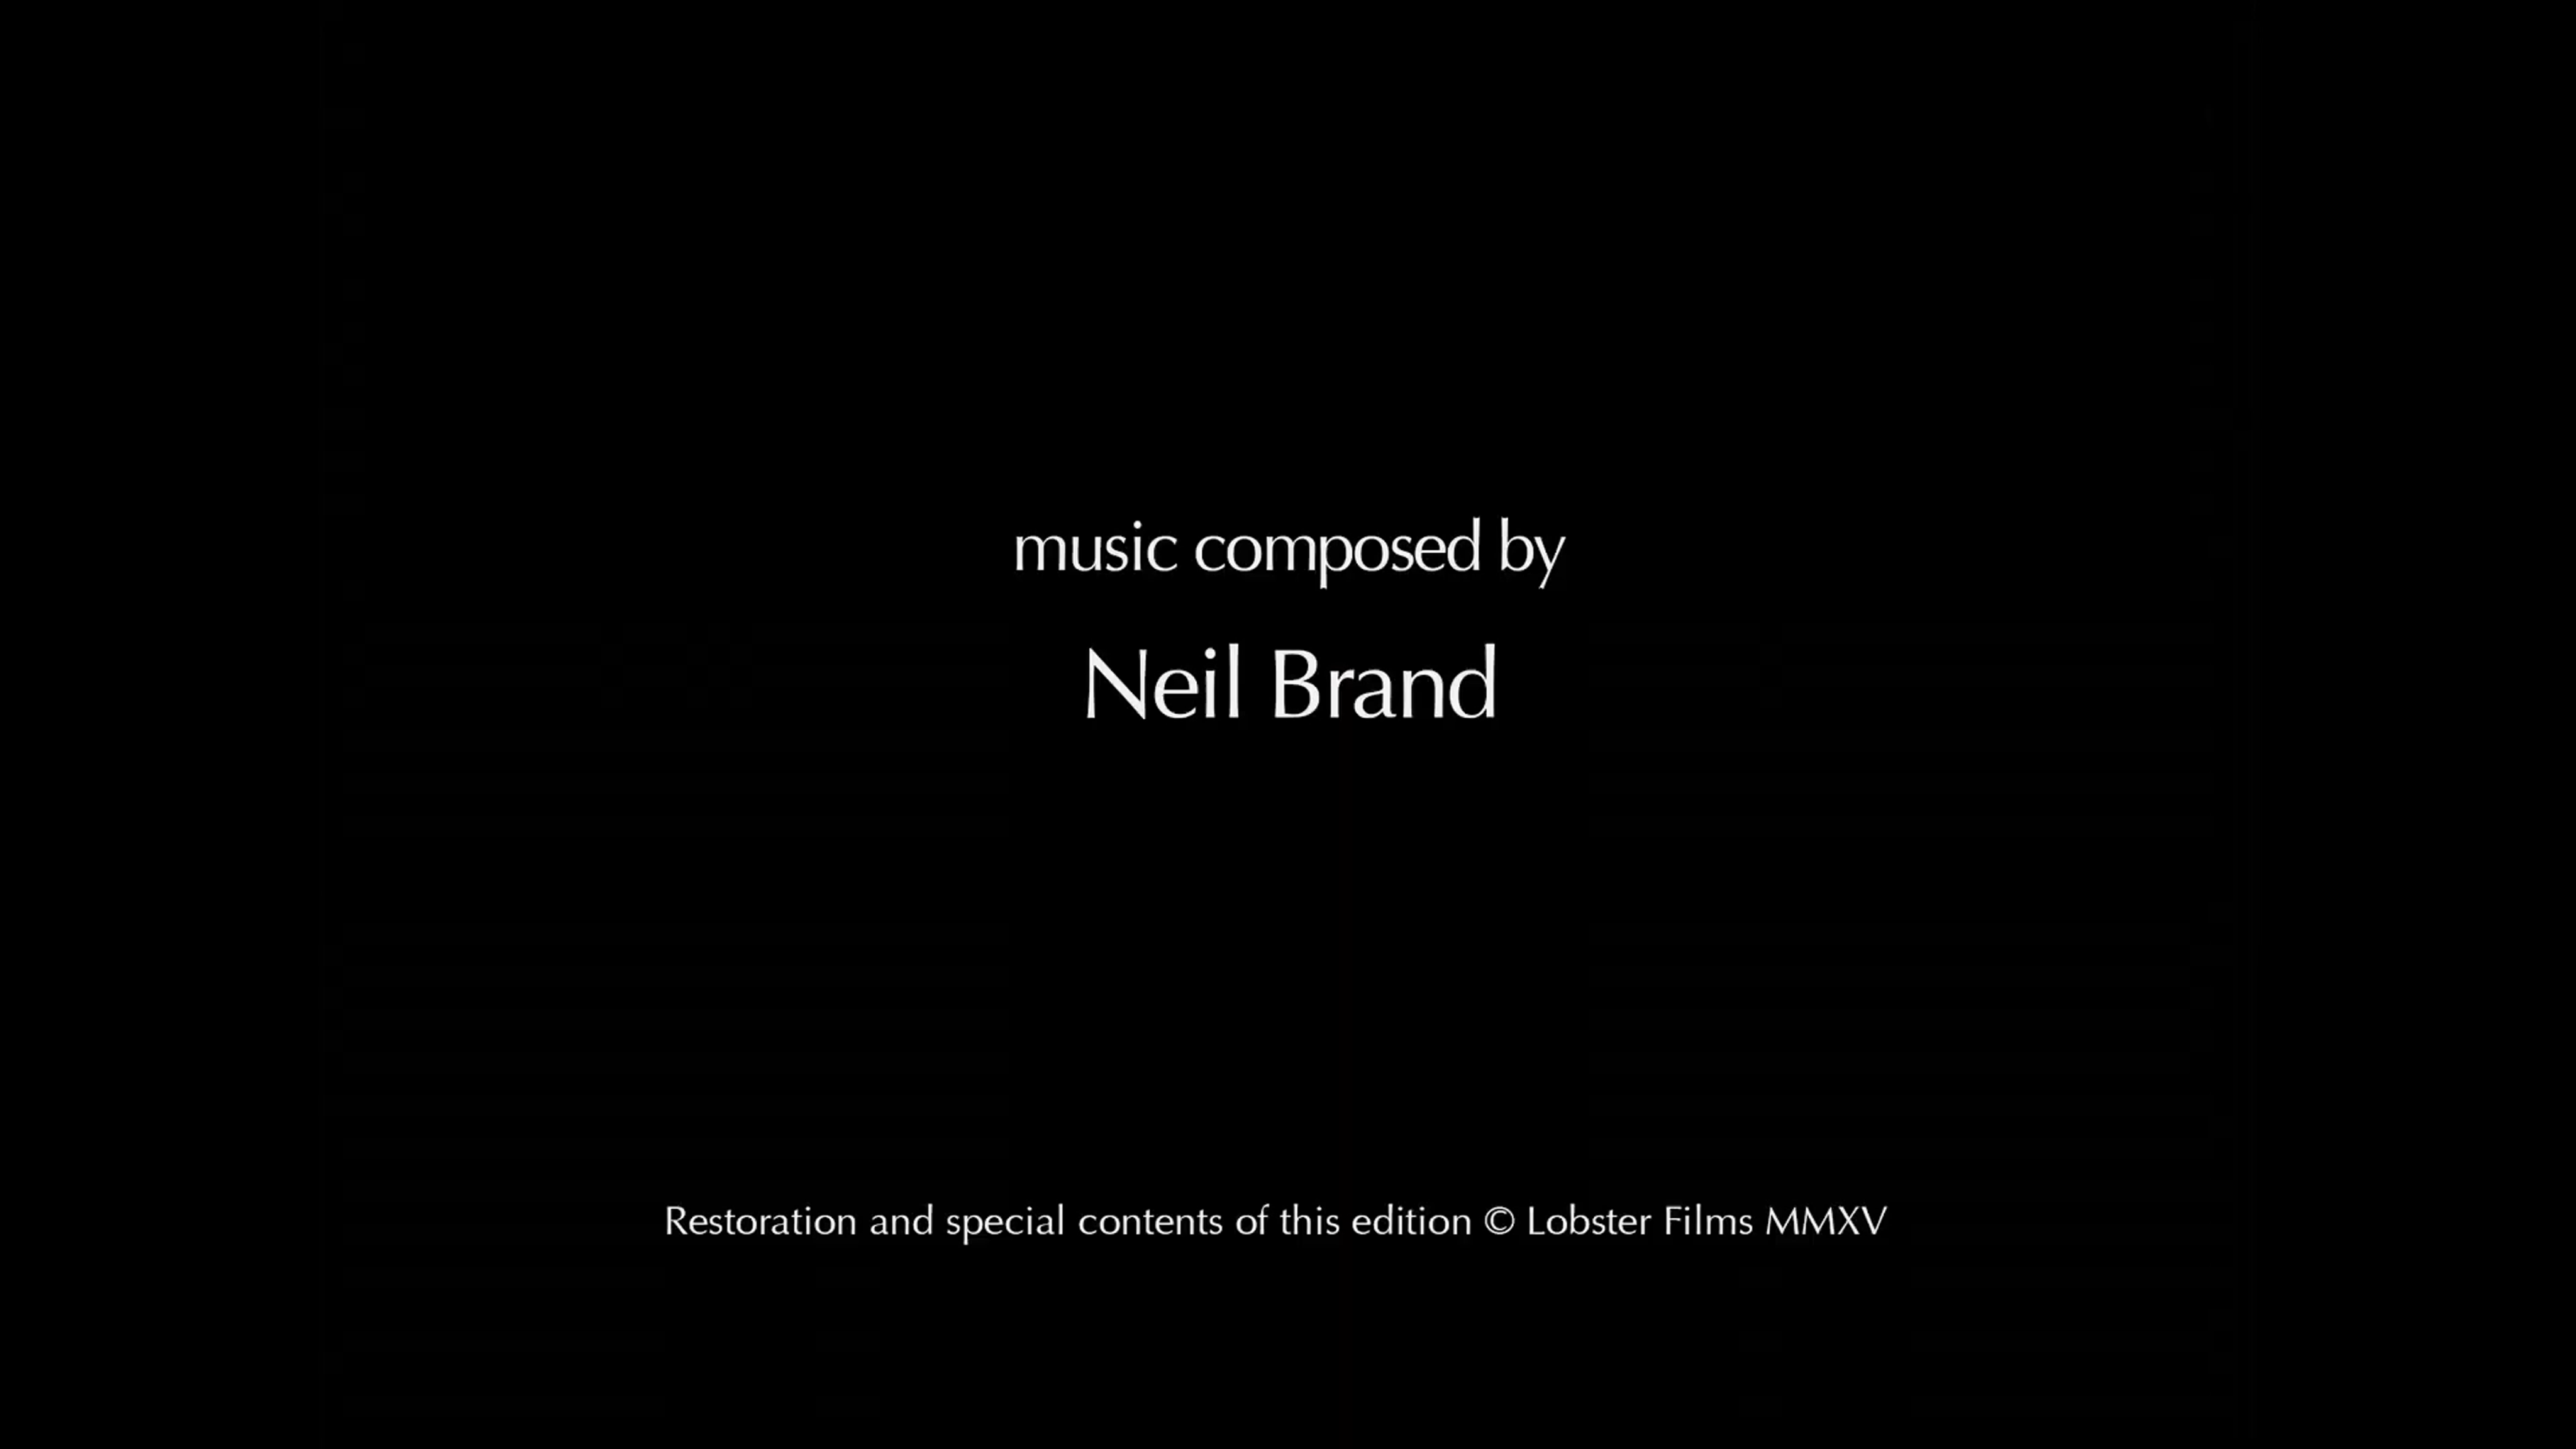 music composed by
Neil Brand
Restoration and special contents of this edition © Lobster Films MMXV